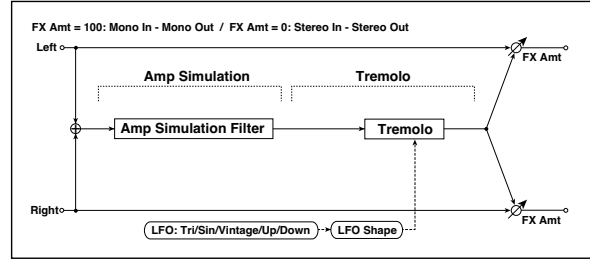 FX Amt = 100: Mono In - Mono Out / FX Amt = 0: Stereo In - Stereo Out
Left
FX Amt
Amp Simulation
Tremolo
Amp Simulation Filter
Tremolo
Right
FX Amt
LFO: Tri/Sin/Vintage/Up/Down
LFO Shape